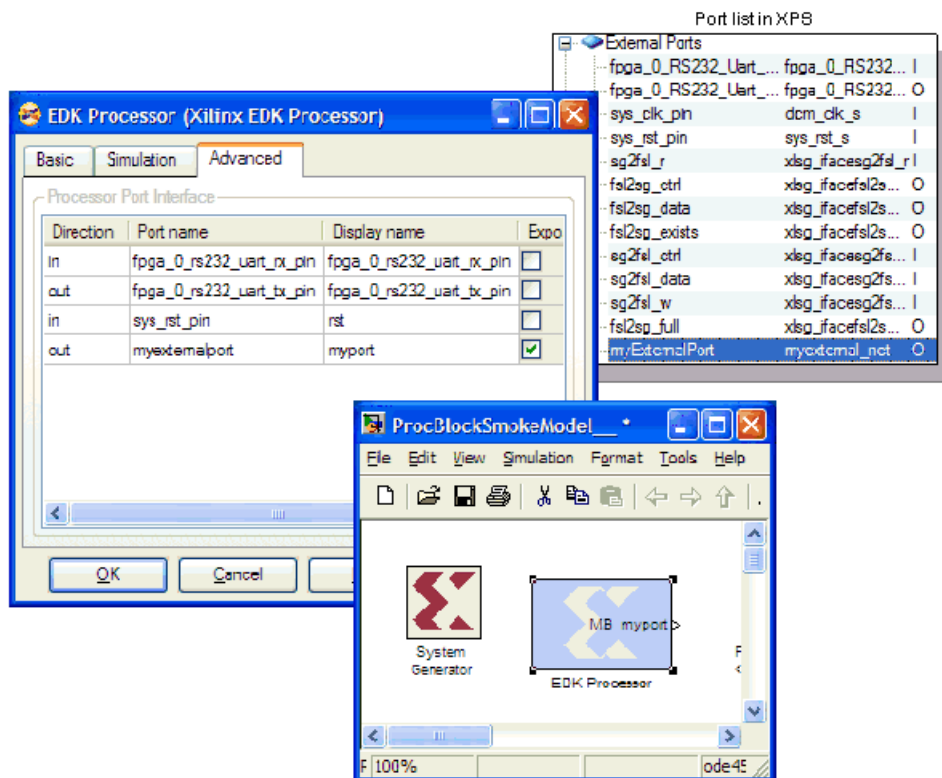 Port list in XPS
External Ports
fpga_0_RS232_Uart_... fpga_0_RS232... I
fpga_0_RS232_Uart_... fpga_0_RS232... O
sys_clk_pin dcm_clk_s I
sys_rst_pin sys_rst_s I
sg2fsl_r xlsg_ifacesg2fsl_r I
fsl2sg_ctrl xlsg_ifacefsl2s... O
fsl2sg_data xlsg_ifacefsl2s... O
fsl2sg_exists xlsg_ifacefsl2s... O
sg2fsl_ctrl xlsg_ifacesg2fs... I
sg2fsl_data xlsg_ifacesg2fs... I
sg2fsl_w xlsg_ifacesg2fs... I
fsl2sg_full xlsg_ifacefsl2s... O
myExternalPort myexternal_net O
EDK Processor (Xilinx EDK Processor)
Basic Simulation Advanced
Processor Port Interface
Direction Port name Display name Expo
in fpga_0_rs232_uart_rx_pin fpga_0_rs232_uart_rx_pin
out fpga_0_rs232_uart_tx_pin fpga_0_rs232_uart_tx_pin
in sys_rst_pin rst
out myexternalport myport
OK Cancel
ProcBlockSmokeModel__ *
File Edit View Simulation Format Tools Help
MB myport
System
Generator
EDK Processor
F 100% ode45